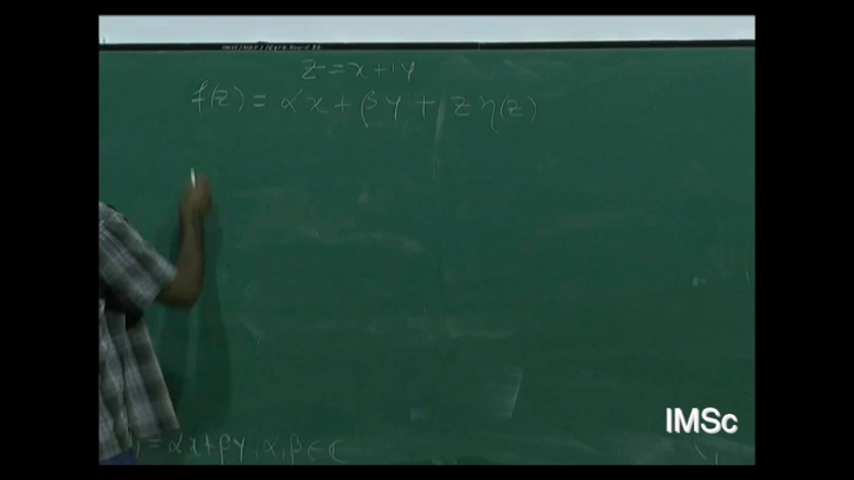 z = x + iy
f(z) = αx + βy + z η(z)
) = αx + βy, α, β ∈ ℂ
IMSc